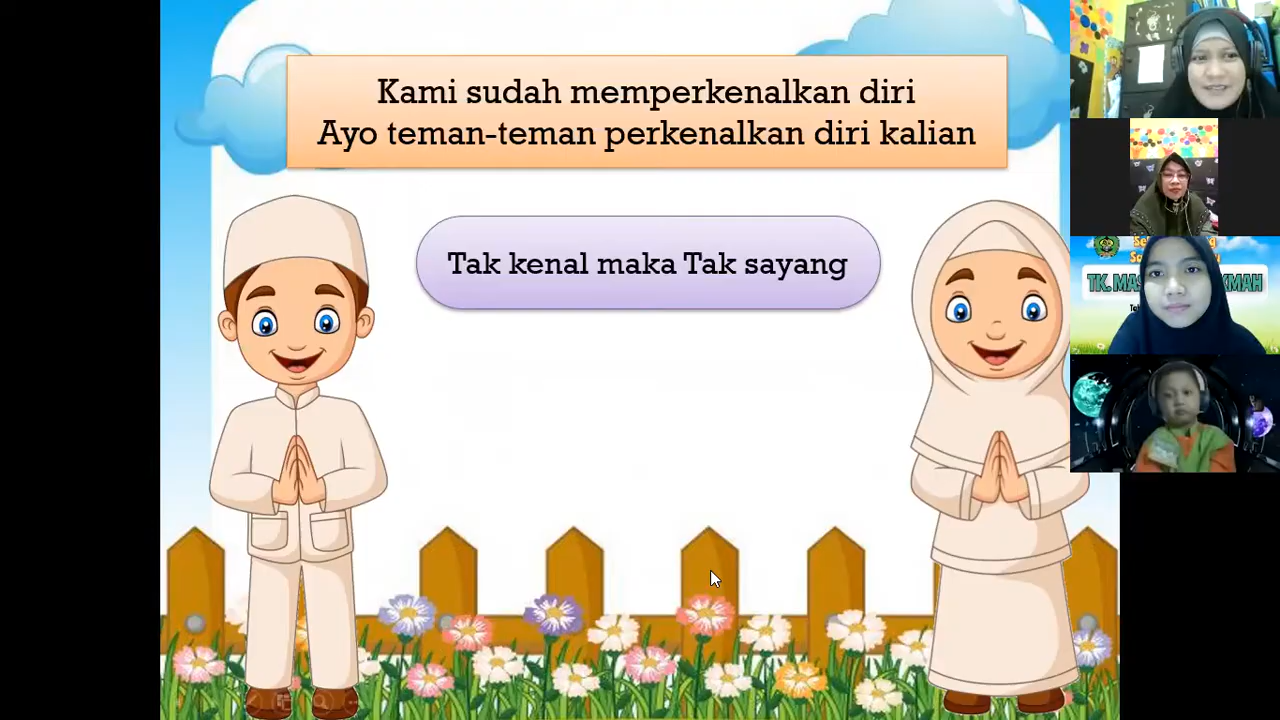 Kami sudah memperkenalkan diri
Ayo teman-teman perkenalkan diri kalian
Tak kenal maka Tak sayang